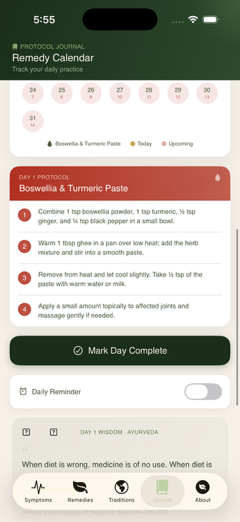 5:55
PROTOCOL JOURNAL
Remedy Calendar
Track your daily practice
24 25 26 27 28 29 30
7 8 9 10 11 12 13
31
14
Boswellia & Turmeric Paste Today Upcoming
DAY 1 PROTOCOL
Boswellia & Turmeric Paste
1 Combine 1 tsp boswellia powder, 1 tsp turmeric, ½ tsp
ginger, and ¼ tsp black pepper in a small bowl.
2 Warm 1 tbsp ghee in a pan over low heat; add the herb
mixture and stir into a smooth paste.
3 Remove from heat and let cool slightly. Take ½ tsp of the
paste with warm water or milk.
4 Apply a small amount topically to affected joints and
massage gently if needed.
Mark Day Complete
Daily Reminder
? ? DAY 1 WISDOM · AYURVEDA
When diet is wrong, medicine is of no use. When diet is
Symptoms Remedies Traditions Journal About